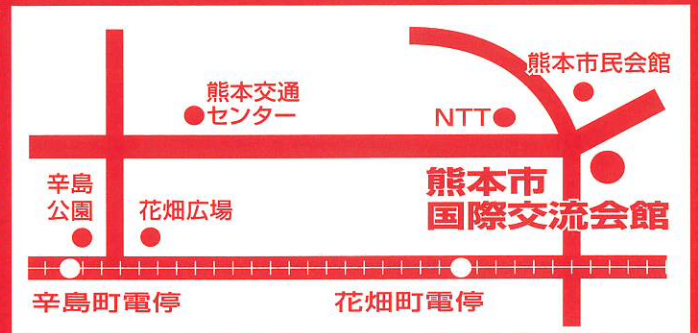 熊本市民会館
熊本交通
センター
NTT
辛島
公園
花畑広場
熊本市
国際交流会館
辛島町電停
花畑町電停